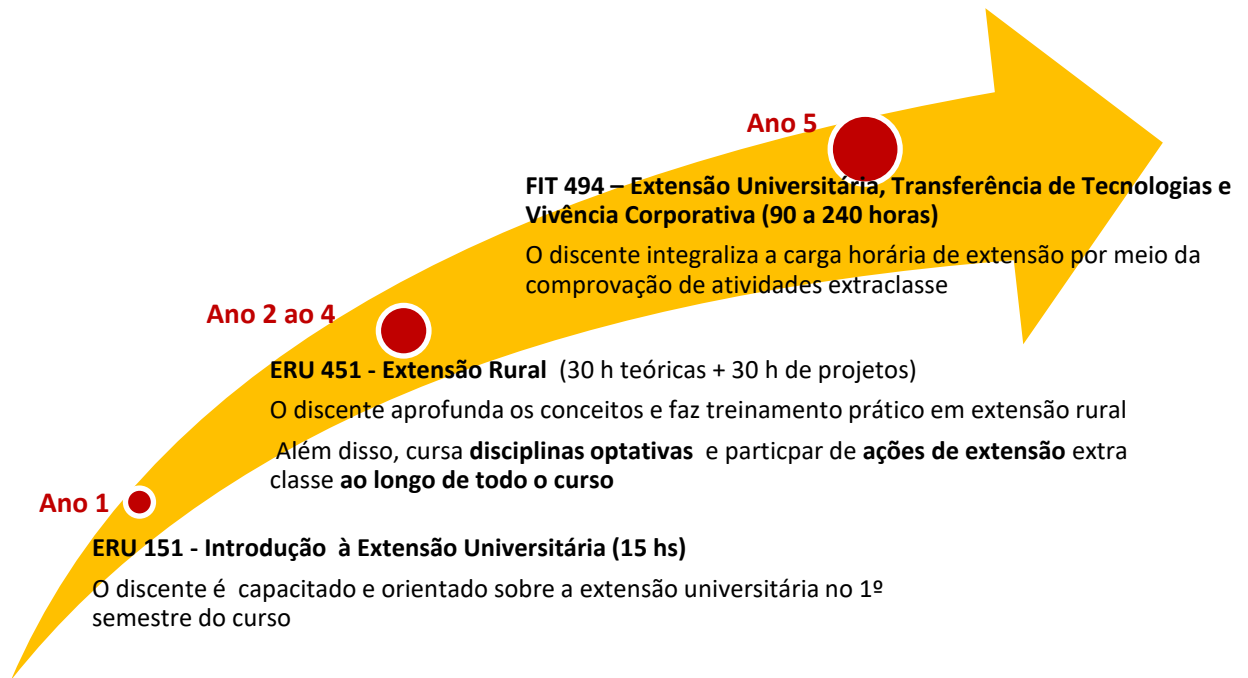 Ano 5
FIT 494 – Extensão Universitária, Transferência de Tecnologias e
Vivência Corporativa (90 a 240 horas)
O discente integraliza a carga horária de extensão por meio da
comprovação de atividades extraclasse
Ano 2 ao 4
ERU 451 - Extensão Rural (30 h teóricas + 30 h de projetos)
O discente aprofunda os conceitos e faz treinamento prático em extensão rural
Além disso, cursa disciplinas optativas e particpar de ações de extensão extra
classe ao longo de todo o curso
Ano 1
ERU 151 - Introdução à Extensão Universitária (15 hs)
O discente é capacitado e orientado sobre a extensão universitária no 1º
semestre do curso